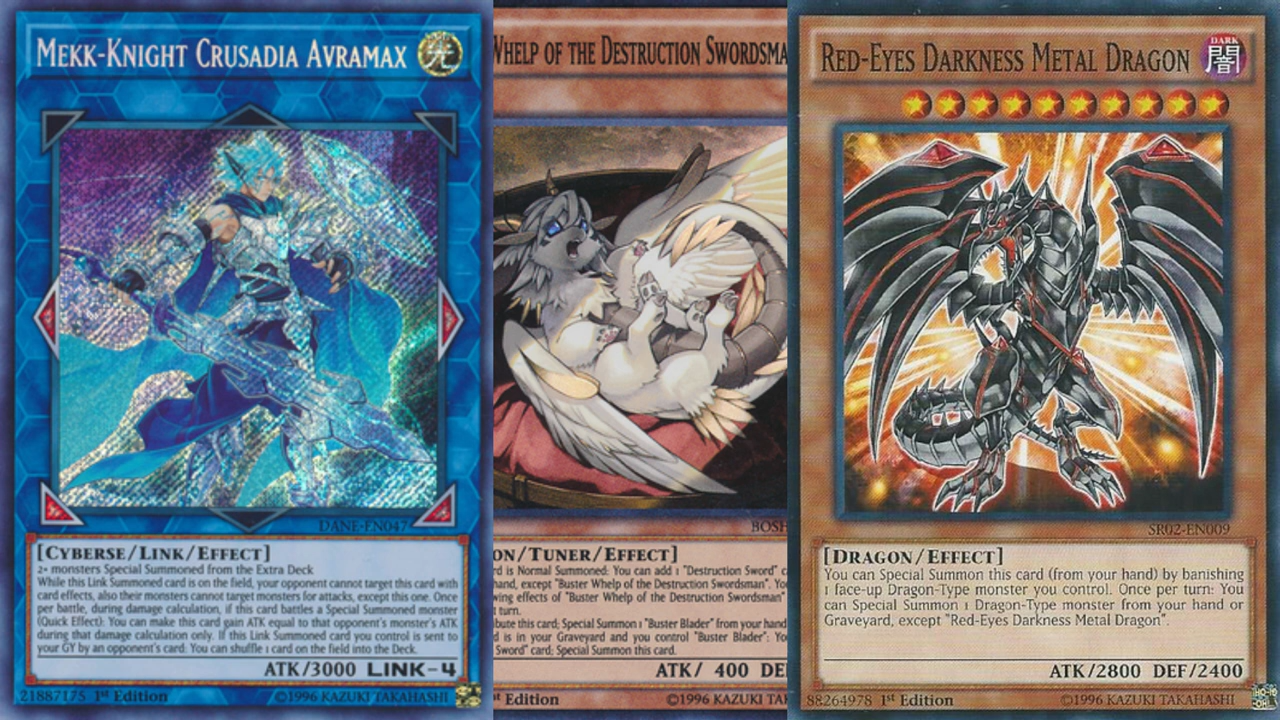 MEKK-KNIGHT CRUSADIA AVRAMAX
光
DANE-EN047
[CYBERSE/LINK/EFFECT]
2+ monsters Special Summoned from the Extra Deck
While this Link Summoned card is on the field, your opponent cannot target this card with
card effects, also their monsters cannot target monsters for attacks, except this one. Once
per battle, during damage calculation, if this card battles a Special Summoned monster
(Quick Effect): You can make this card gain ATK equal to that opponent's monster's ATK
during that damage calculation only. If this Link Summoned card you control is sent to
your GY by an opponent's card: You can shuffle 1 card on the field into the Deck.
ATK/3000 LINK-4
21887175 1st Edition ©1996 KAZUKI TAKAHASHI
WHELP OF THE DESTRUCTION SWORDSMA
BOSH
ON/TUNER/EFFECT]
rd is Normal Summoned: You can add 1 "Destruction Sword" c
hand, except "Buster Whelp of the Destruction Swordsman". Yo
wing effects of "Buster Whelp of the Destruction Swordsman"
turn.
bute this card; Special Summon 1 "Buster Blader" from your hand
d is in your Graveyard and you control "Buster Blader": Yo
Sword" card; Special Summon this card.
ATK/ 400 DE
st Edition ©1996 KAZUKI TA
RED-EYES DARKNESS METAL DRAGON
DARK
闇
SR02-EN009
[DRAGON/EFFECT]
You can Special Summon this card (from your hand) by banishing
1 face-up Dragon-Type monster you control. Once per turn: You
can Special Summon 1 Dragon-Type monster from your hand or
Graveyard, except "Red-Eyes Darkness Metal Dragon".
ATK/2800 DEF/2400
88264978 1st Edition ©1996 KAZUKI TAKAHASHI